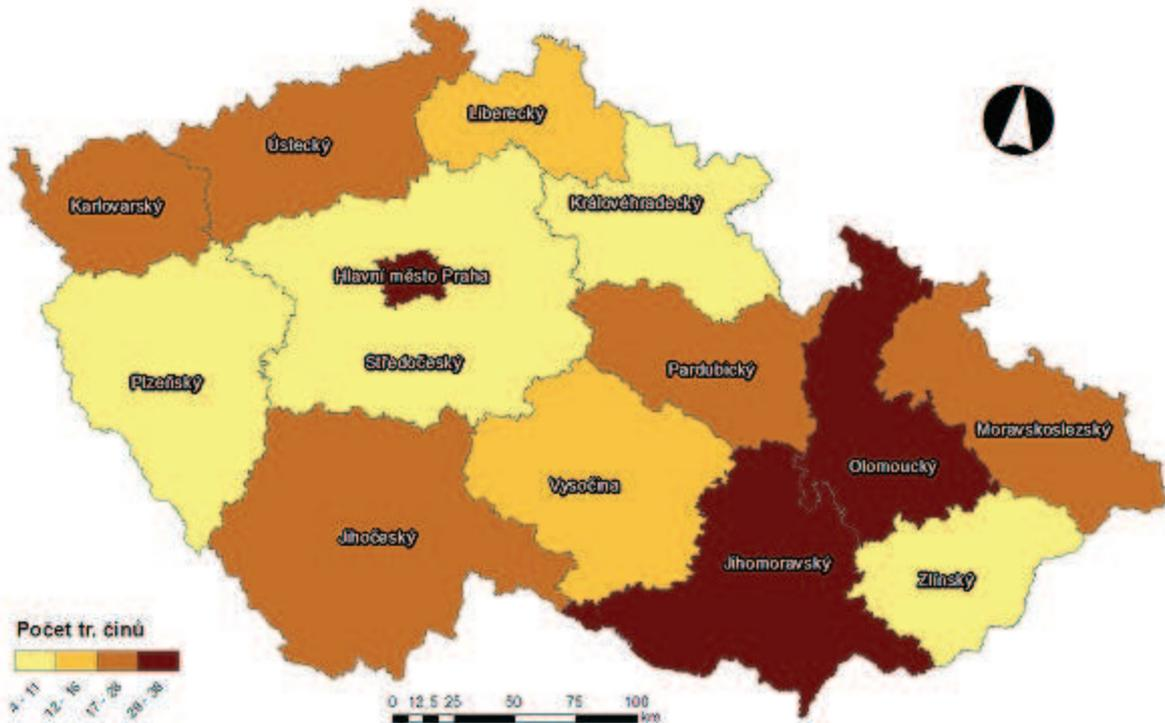 Liberecký
Ústecký
Karlovarský
Královéhradecký
Hlavní město Praha
Středočeský
Plzeňský
Pardubický
Moravskoslezský
Olomoucký
Vysočina
Jihočeský
Jihomoravský
Zlínský
Počet tr. činů
4 - 11
12 - 16
17 - 28
29 - 38
0 12,5 25 50 75 100
km